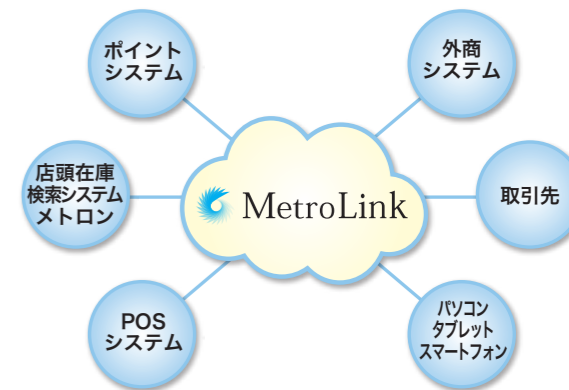 ポイント
システム
外商
システム
店頭在庫
検索システム
メトロン
MetroLink
取引先
POS
システム
パソコン
タブレット
スマートフォン